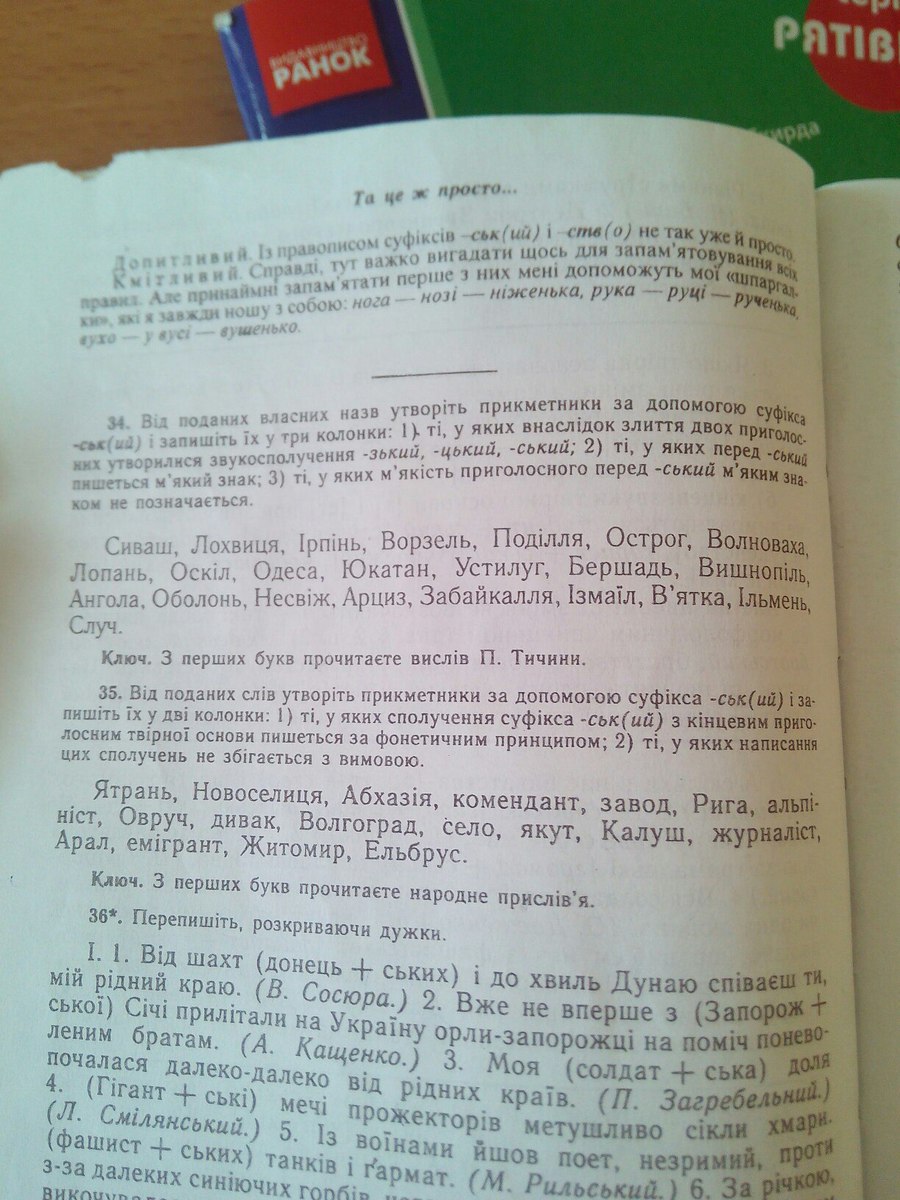 ВИДАВНИЦТВО
РАНОК
РЯТІВ
Та це ж просто...
Допитливий. Із правописом суфіксів –ськ(ий) і –ств(о) не так уже й просто.
Кмітливий. Справді, тут важко вигадати щось для запам'ятовування всіх
правил. Але принаймні запам'ятати перше з них мені допоможуть мої «шпаргал-
ки», які я завжди ношу з собою: нога — нозі — ніженька, рука — руці — рученька,
вухо — у вусі — вушенько.
34. Від поданих власних назв утворіть прикметники за допомогою суфікса
-ськ(ий) і запишіть їх у три колонки: 1) ті, у яких внаслідок злиття двох приголос-
них утворилися звукосполучення -зький, -цький, -ський; 2) ті, у яких перед -ський
пишеться м'який знак; 3) ті, у яких м'якість приголосного перед -ський м'яким зна-
ком не позначається.
Сиваш, Лохвиця, Ірпінь, Ворзель, Поділля, Острог, Волноваха,
Лопань, Оскіл, Одеса, Юкатан, Устилуг, Бершадь, Вишнопіль,
Ангола, Оболонь, Несвіж, Арциз, Забайкалля, Ізмаїл, В'ятка, Ільмень,
Случ.
Ключ. З перших букв прочитаєте вислів П. Тичини.
35. Від поданих слів утворіть прикметники за допомогою суфікса -ськ(ий) і за-
пишіть їх у дві колонки: 1) ті, у яких сполучення суфікса -ськ(ий) з кінцевим приго-
лосним твірної основи пишеться за фонетичним принципом; 2) ті, у яких написання
цих сполучень не збігається з вимовою.
Ятрань, Новоселиця, Абхазія, комендант, завод, Рига, альпі-
ніст, Овруч, дивак, Волгоград, село, якут, Калуш, журналіст,
Арал, емігрант, Житомир, Ельбрус.
Ключ. З перших букв прочитаєте народне прислів'я.
36*. Перепишіть, розкриваючи дужки.
І. 1. Від шахт (донець + ських) і до хвиль Дунаю співаєш ти,
мій рідний краю. (В. Сосюра.) 2. Вже не вперше з (Запорож +
ської) Січі прилітали на Україну орли-запорожці на поміч понево-
леним братам. (А. Кащенко.) 3. Моя (солдат + ська) доля
почалася далеко-далеко від рідних країв. (П. Загребельний.)
4. (Гігант + ські) мечі прожекторів метушливо сікли хмари.
(Л. Смілянський.) 5. Із воїнами йшов поет, незримий, проти
(фашист + ських) танків і ґармат. (М. Рильський.) 6. За річкою,
з-за далеких синіючих горбів,